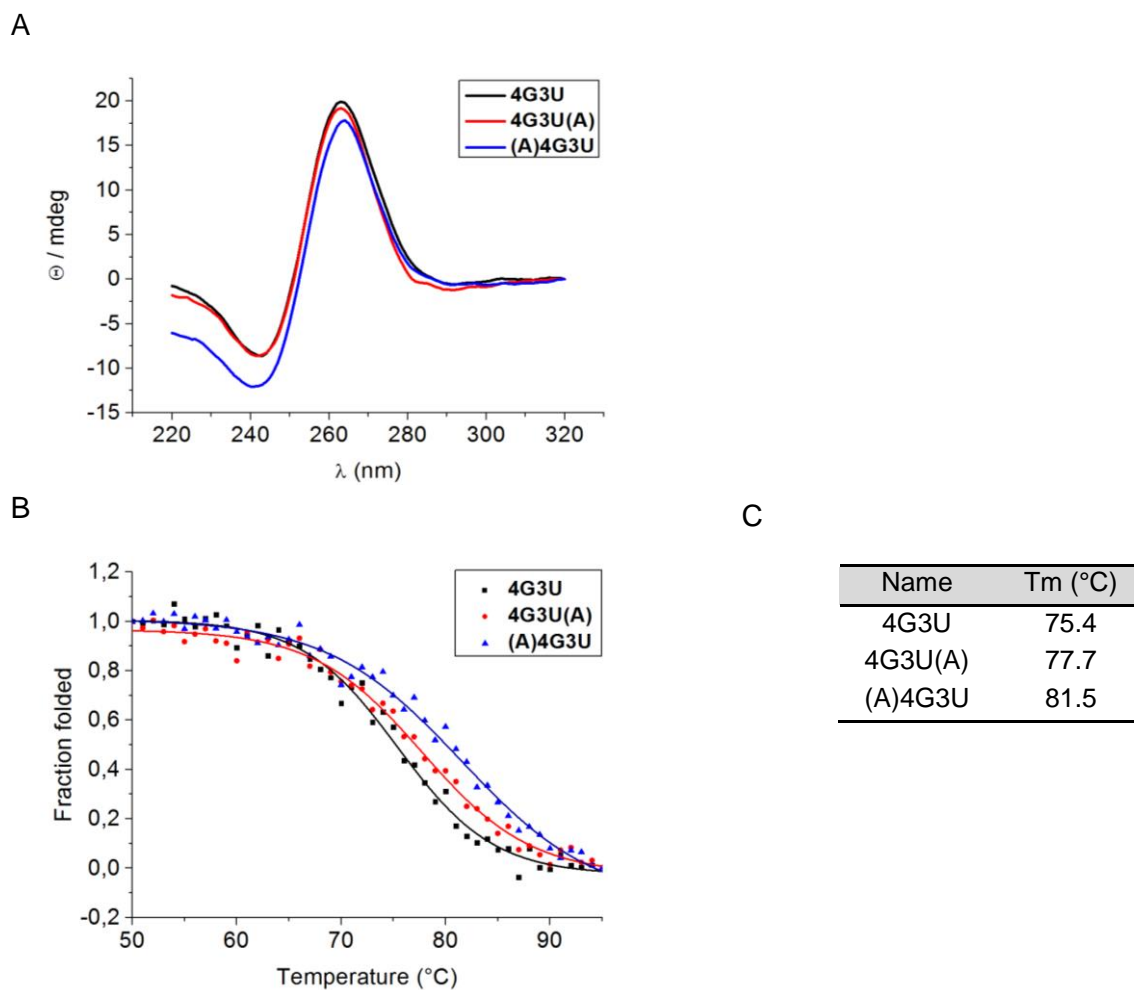 A
20
15
10
5
0
-5
-10
-15
Θ / mdeg
4G3U
4G3U(A)
(A)4G3U
220 240 260 280 300 320
λ (nm)
B
1,2
1,0
0,8
0,6
0,4
0,2
0,0
-0,2
Fraction folded
4G3U
4G3U(A)
(A)4G3U
50 60 70 80 90
Temperature (°C)
C
Name Tm (°C)
4G3U 75.4
4G3U(A) 77.7
(A)4G3U 81.5